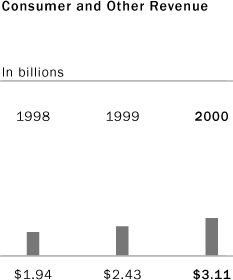 Consumer and Other Revenue
In billions
1998 1999 2000
$1.94 $2.43 $3.11